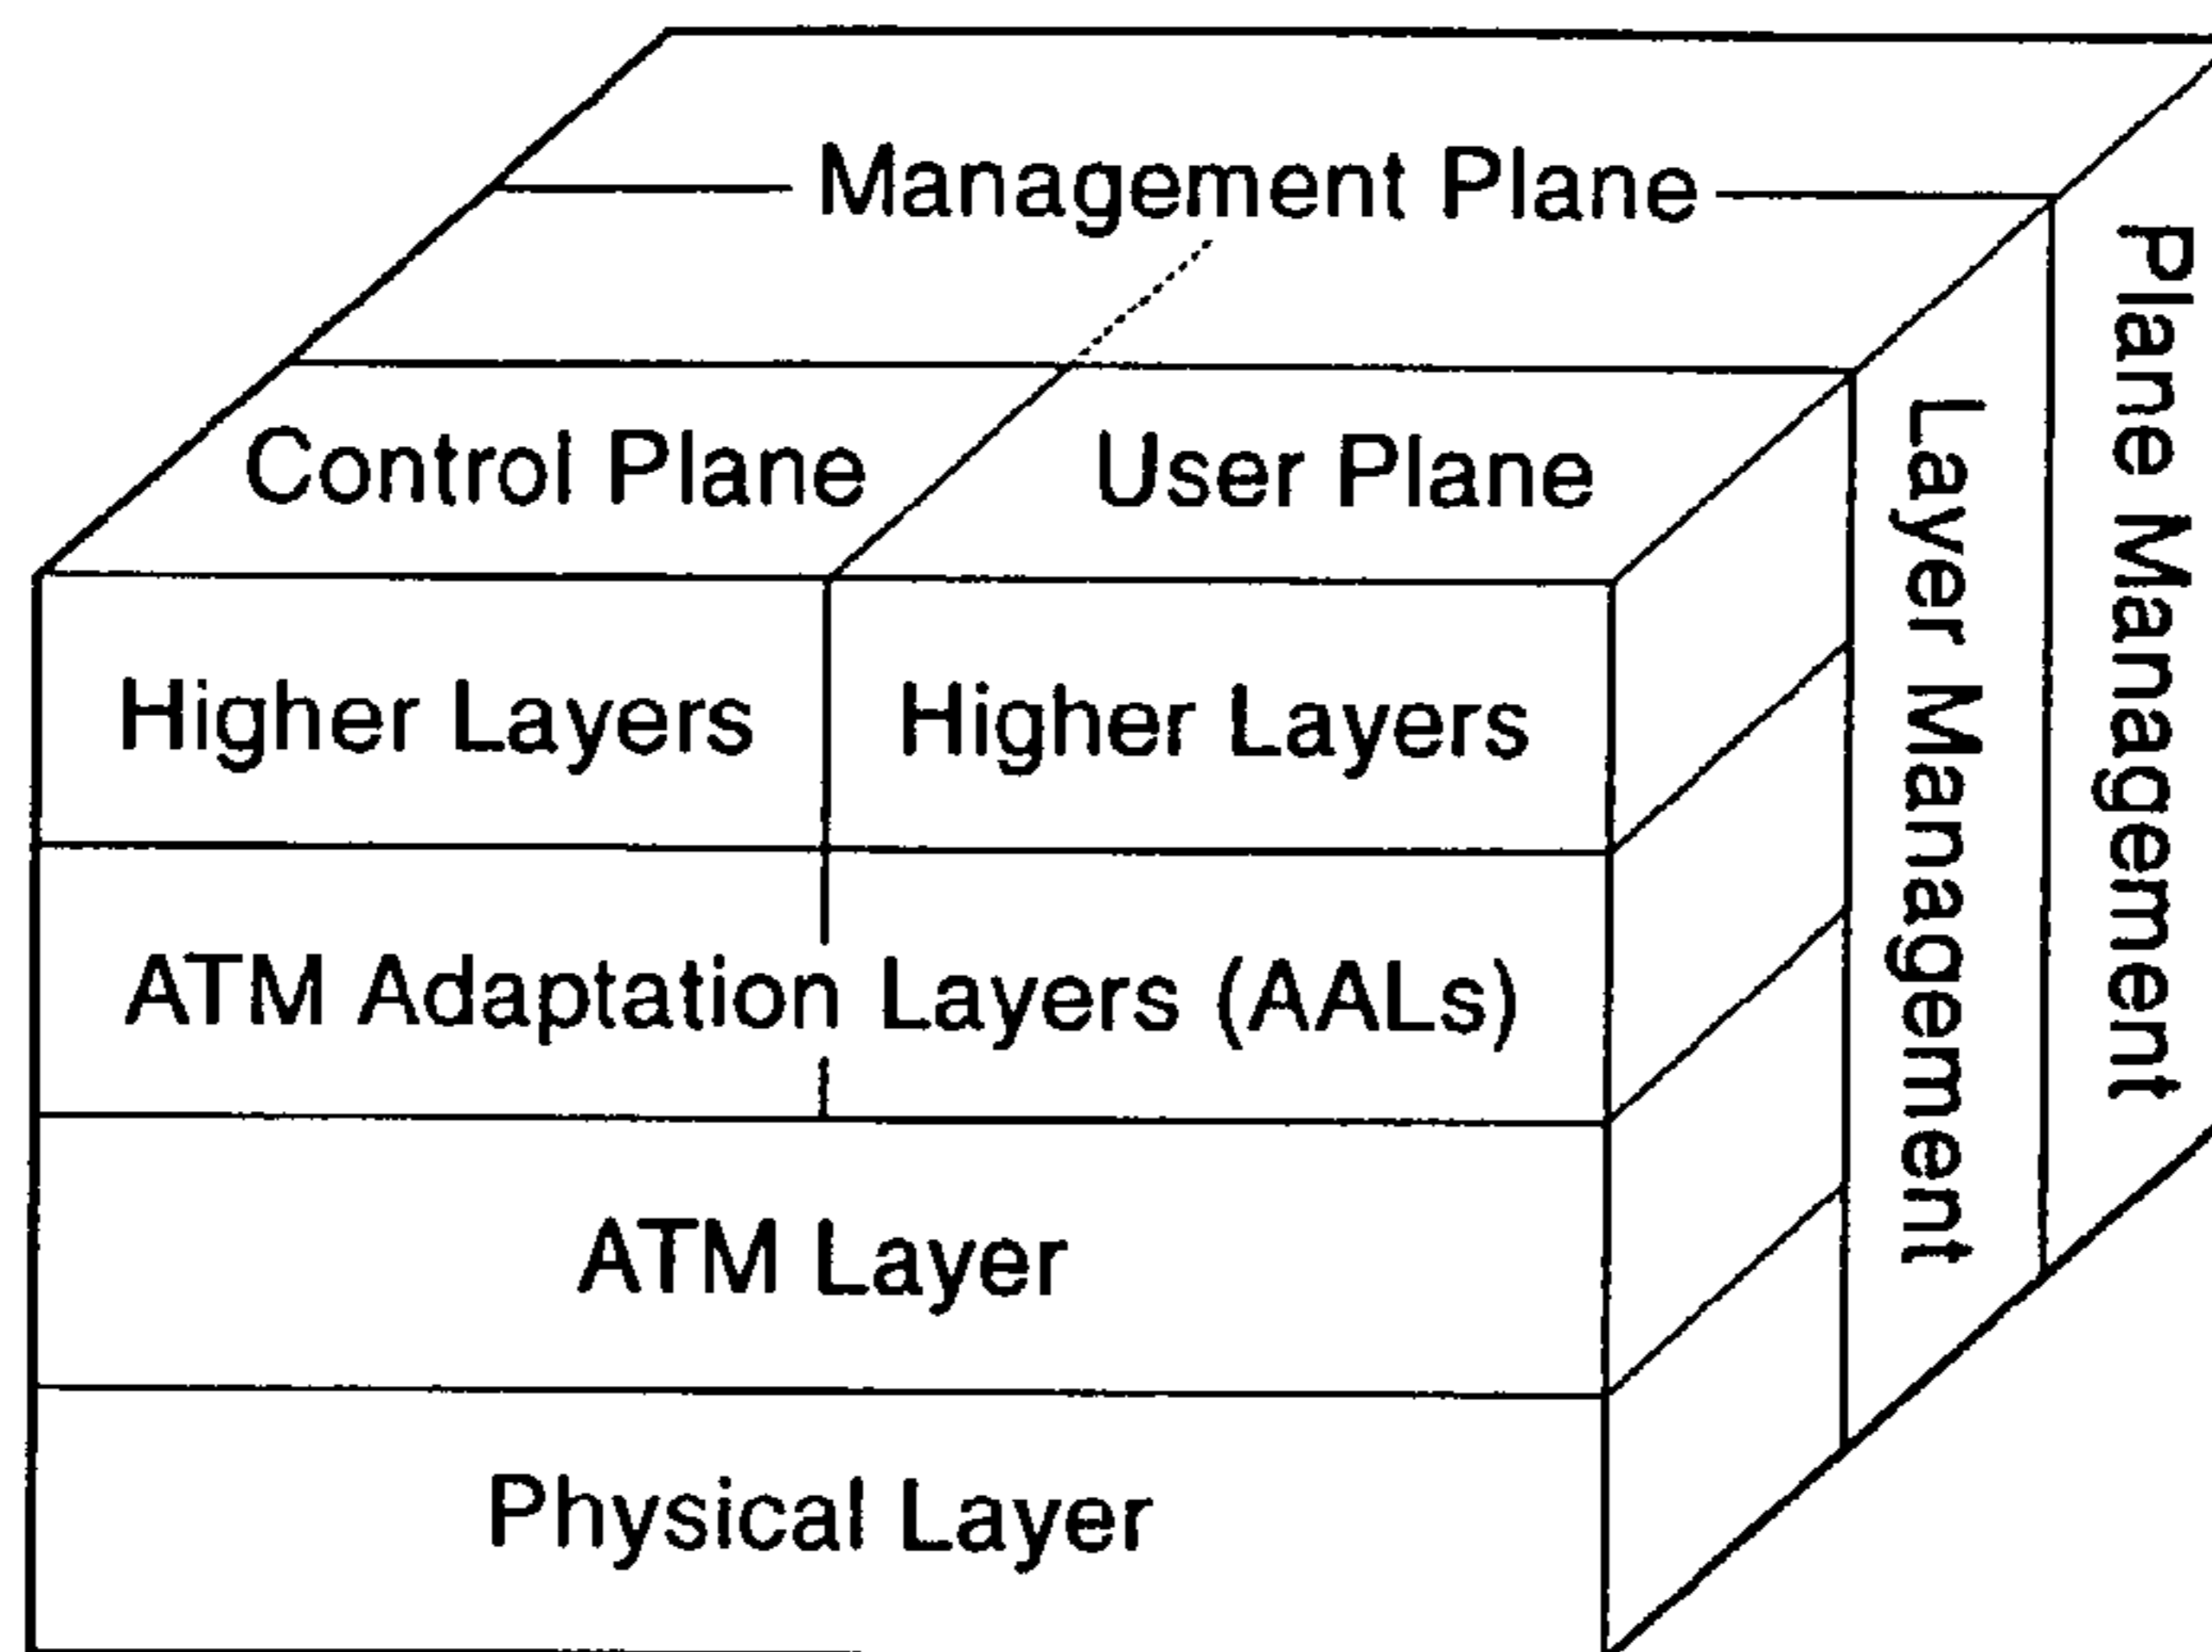 Management Plane
Control Plane
User Plane
Higher Layers
Higher Layers
ATM Adaptation Layers (AALs)
ATM Layer
Physical Layer
Layer Management
Plane Management